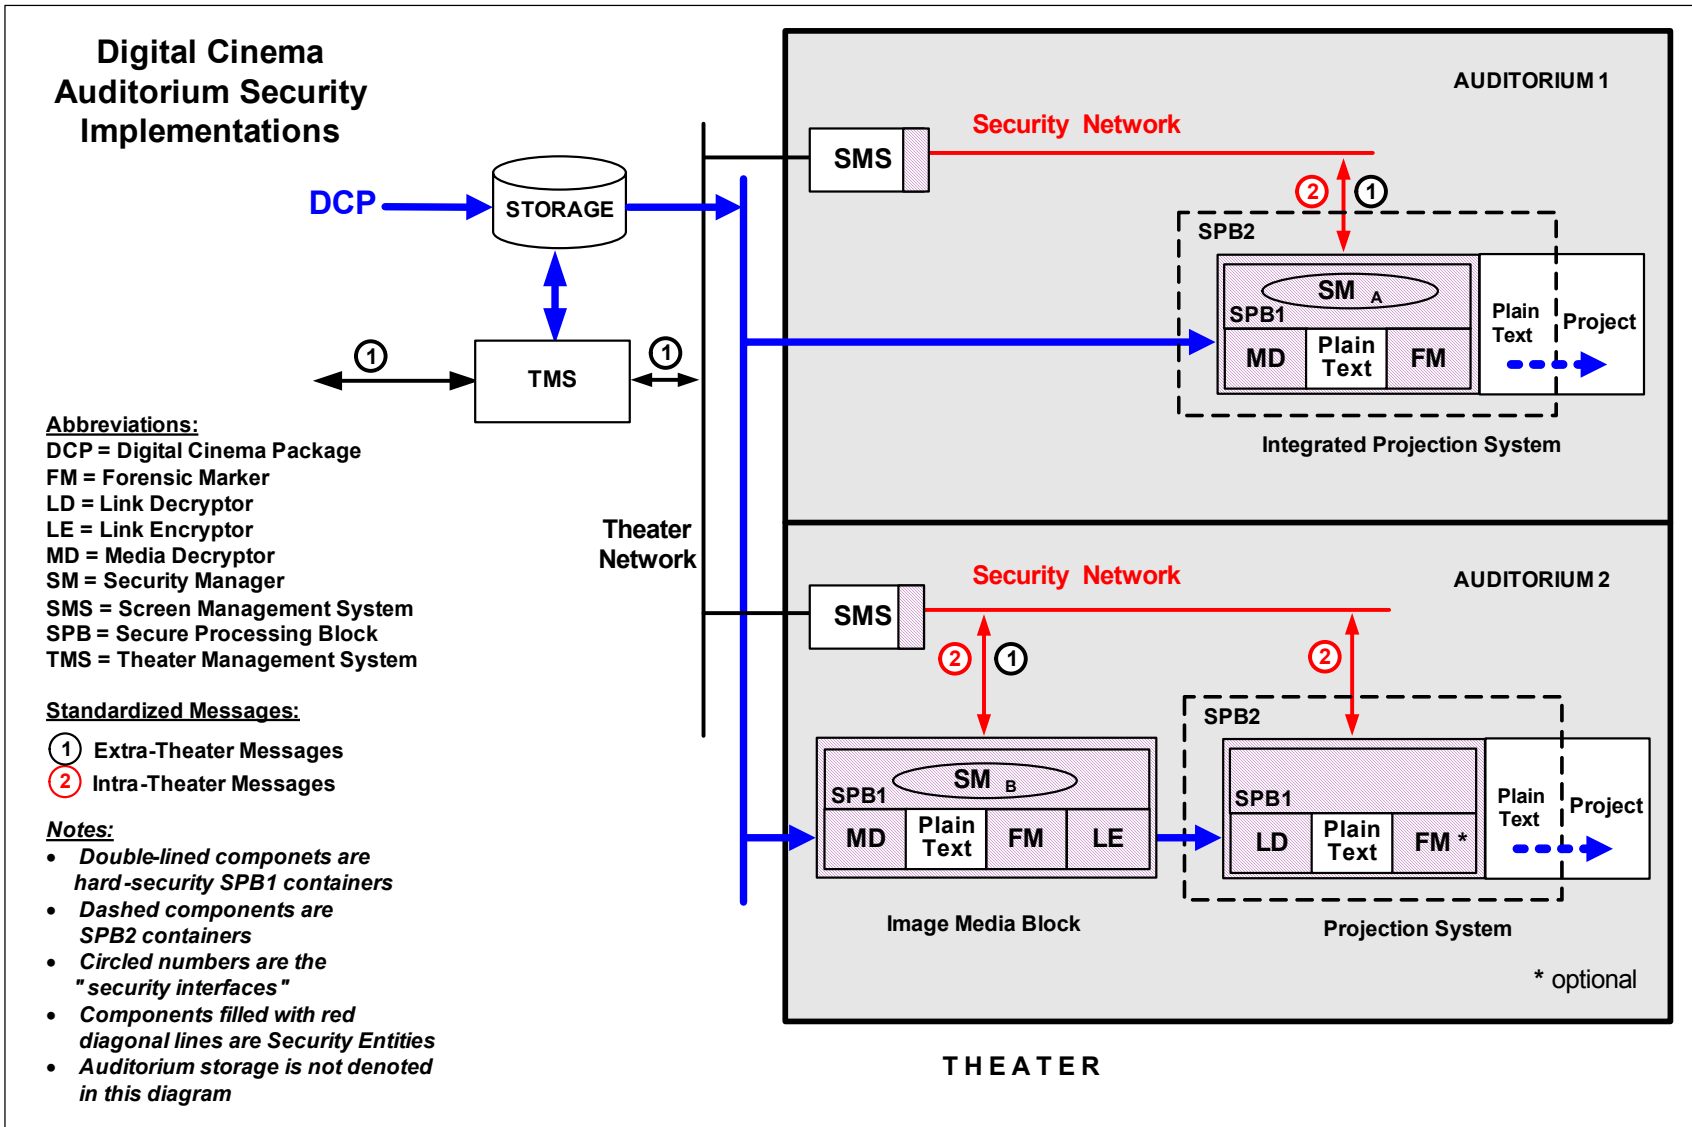 Digital Cinema
Auditorium Security
Implementations
DCP
STORAGE
1
TMS
1
Theater
Network
Abbreviations:
DCP = Digital Cinema Package
FM = Forensic Marker
LD = Link Decryptor
LE = Link Encryptor
MD = Media Decryptor
SM = Security Manager
SMS = Screen Management System
SPB = Secure Processing Block
TMS = Theater Management System
Standardized Messages:
1 Extra-Theater Messages
2 Intra-Theater Messages
Notes:
• Double-lined componets are
hard-security SPB1 containers
• Dashed components are
SPB2 containers
• Circled numbers are the
"security interfaces"
• Components filled with red
diagonal lines are Security Entities
• Auditorium storage is not denoted
in this diagram
AUDITORIUM 1
SMS
Security Network
2 1
SPB2
SM A
SPB1
MD
Plain
Text
FM
Plain
Text
Project
Integrated Projection System
AUDITORIUM 2
SMS
Security Network
2 1
2
SM B
SPB1
MD
Plain
Text
FM
LE
Image Media Block
SPB2
SPB1
LD
Plain
Text
FM *
Plain
Text
Project
Projection System
* optional
THEATER